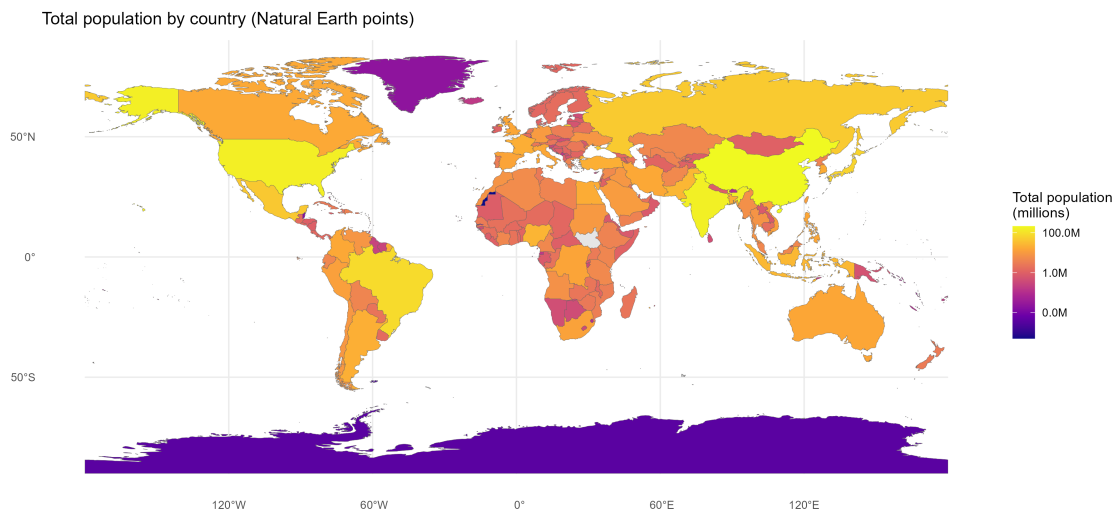 Total population by country (Natural Earth points)
50°N
0°
50°S
120°W
60°W
0°
60°E
120°E
Total population
(millions)
100.0M
1.0M
0.0M